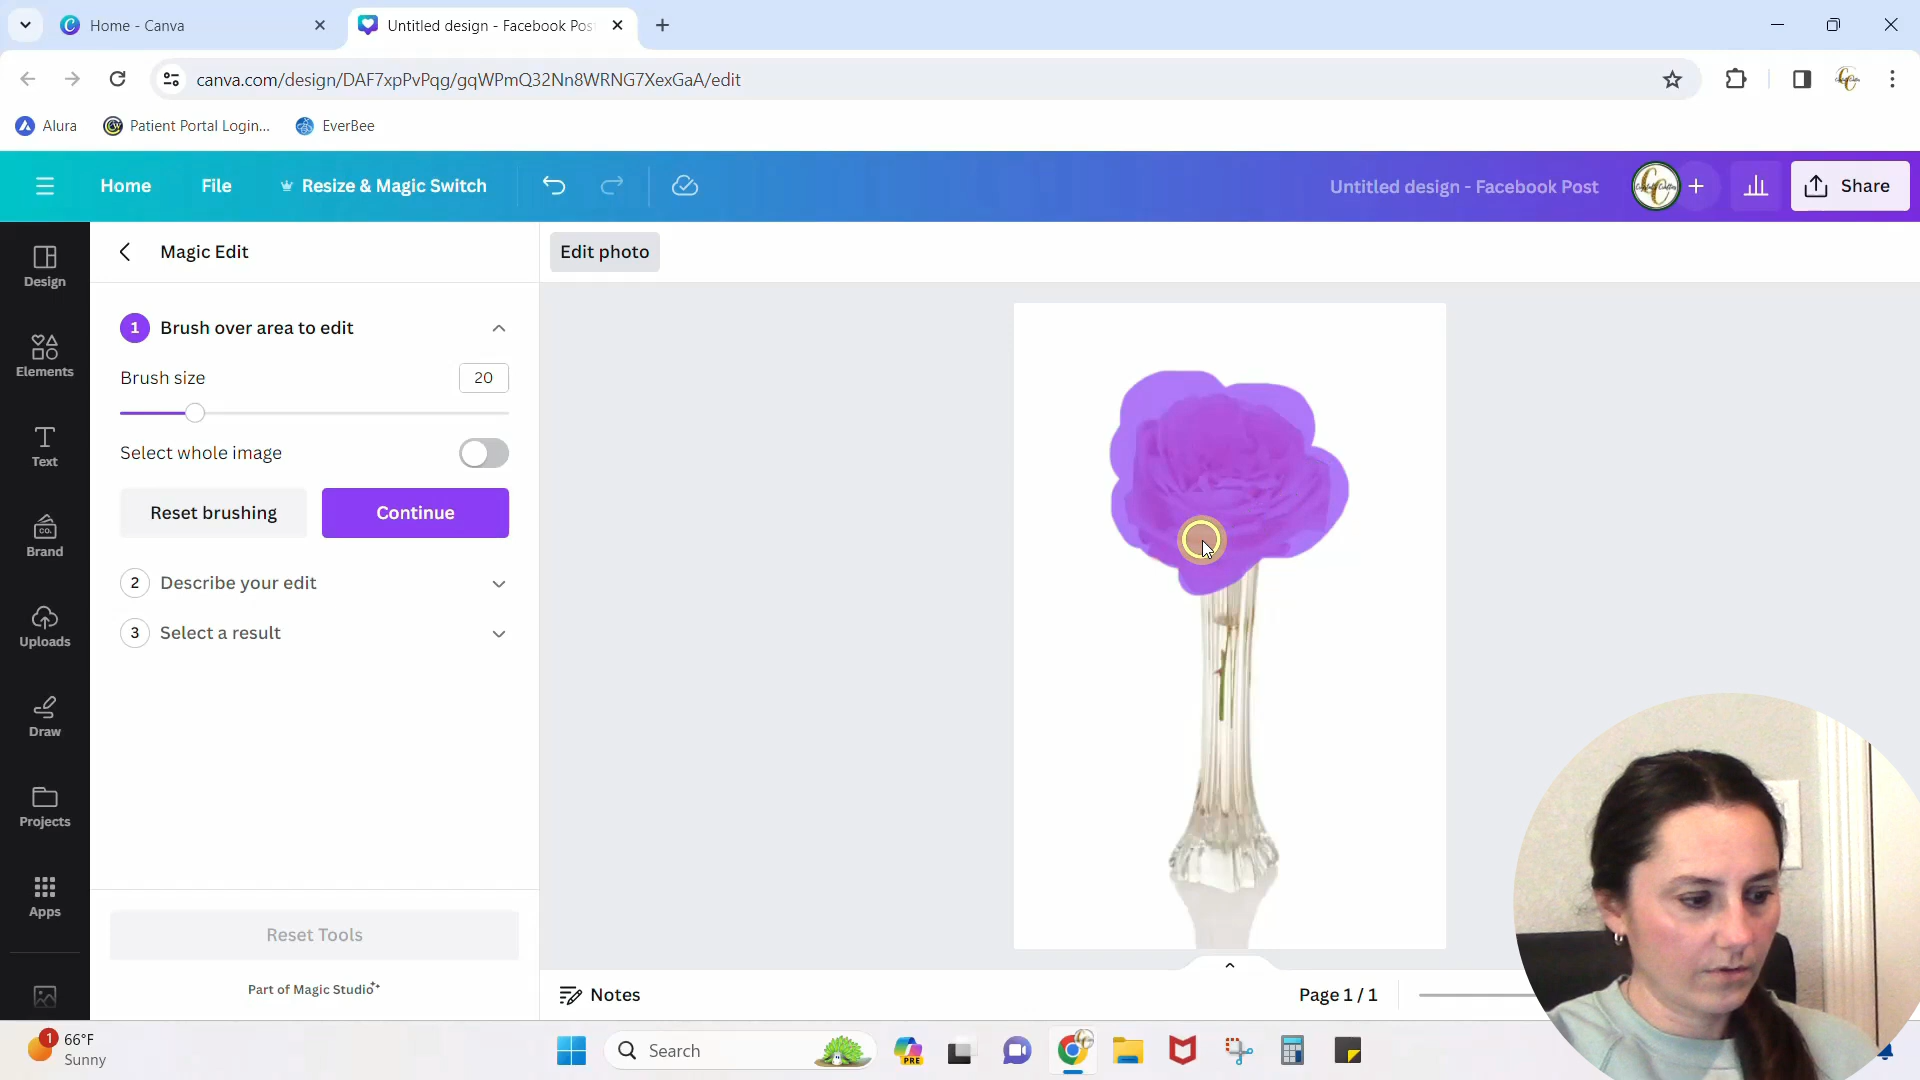 Home - Canva
Untitled design - Facebook Pos
canva.com/design/DAF7xpPvPqg/gqWPmQ32Nn8WRNG7XexGaA/edit
Alura
Patient Portal Login...
EverBee
Home
File
Resize & Magic Switch
Untitled design - Facebook Post
Share
Design
Elements
Text
CO.
Brand
Uploads
Draw
Projects
Apps
Magic Edit
Edit photo
1 Brush over area to edit
Brush size
20
Select whole image
Reset brushing
Continue
2 Describe your edit
3 Select a result
Reset Tools
Part of Magic Studio
Notes
Page 1 / 1
1
66°F
Sunny
Search
PRE